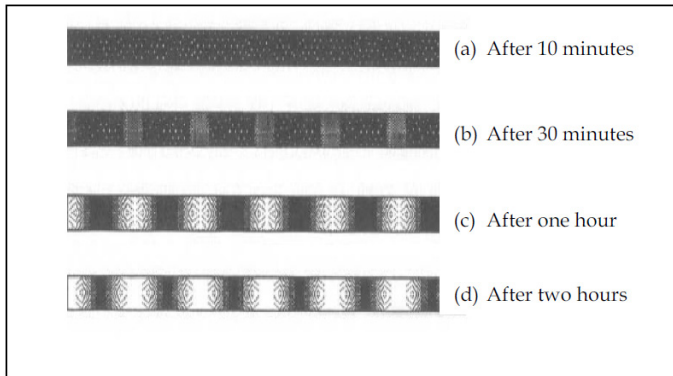 (a) After 10 minutes
(b) After 30 minutes
(c) After one hour
(d) After two hours